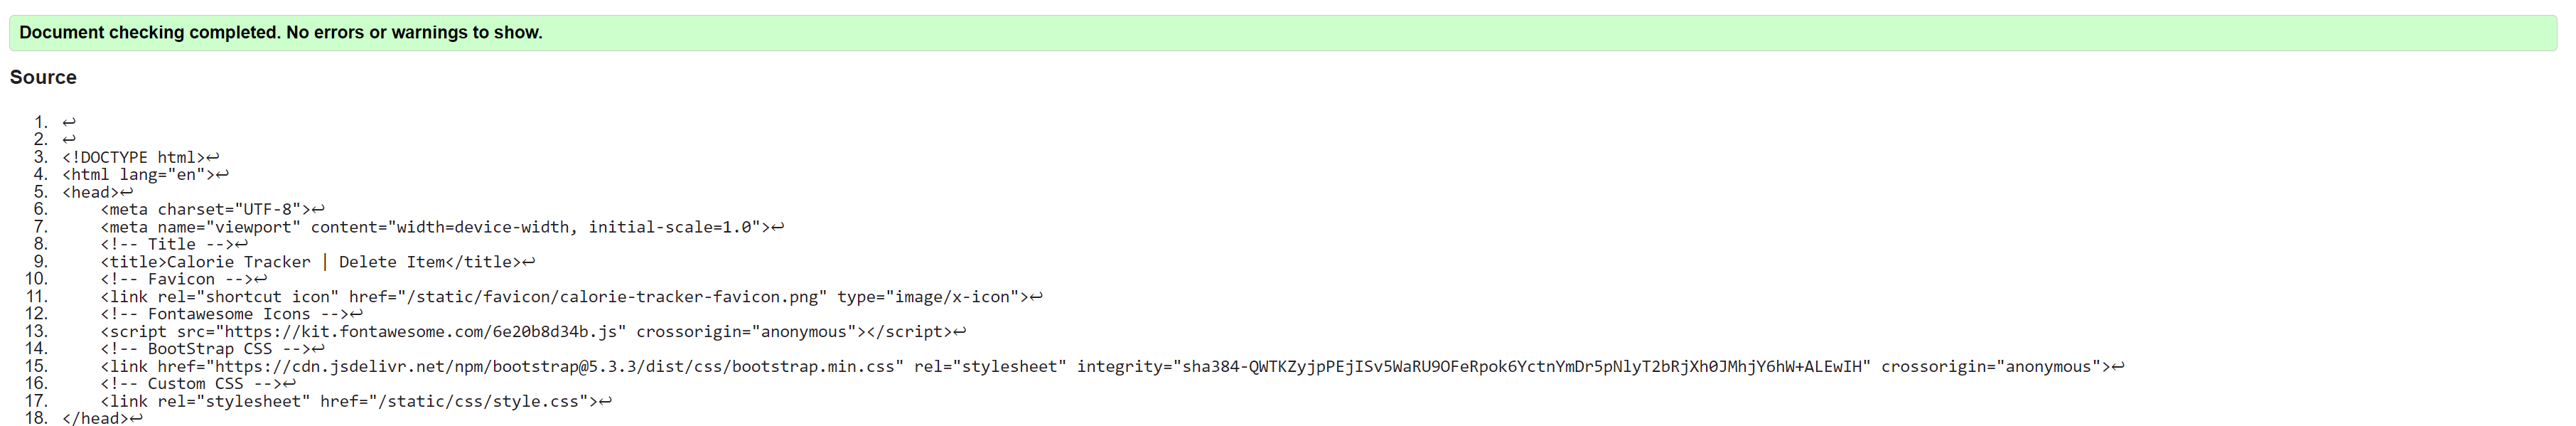 Document checking completed. No errors or warnings to show.
Source
1. ↩
2. ↩
3. <!DOCTYPE html>↩
4. <html lang="en">↩
5. <head>↩
6.     <meta charset="UTF-8">↩
7.     <meta name="viewport" content="width=device-width, initial-scale=1.0">↩
8.     <!-- Title -->↩
9.     <title>Calorie Tracker | Delete Item</title>↩
10.     <!-- Favicon -->↩
11.     <link rel="shortcut icon" href="/static/favicon/calorie-tracker-favicon.png" type="image/x-icon">↩
12.     <!-- Fontawesome Icons -->↩
13.     <script src="https://kit.fontawesome.com/6e20b8d34b.js" crossorigin="anonymous"></script>↩
14.     <!-- BootStrap CSS -->↩
15.     <link href="https://cdn.jsdelivr.net/npm/bootstrap@5.3.3/dist/css/bootstrap.min.css" rel="stylesheet" integrity="sha384-QWTKZyjpPEjISv5WaRU9OFeRpok6YctnYmDr5pNlyT2bRjXh0JMhjY6hW+ALEwIH" crossorigin="anonymous">↩
16.     <!-- Custom CSS -->↩
17.     <link rel="stylesheet" href="/static/css/style.css">↩
18. </head>↩